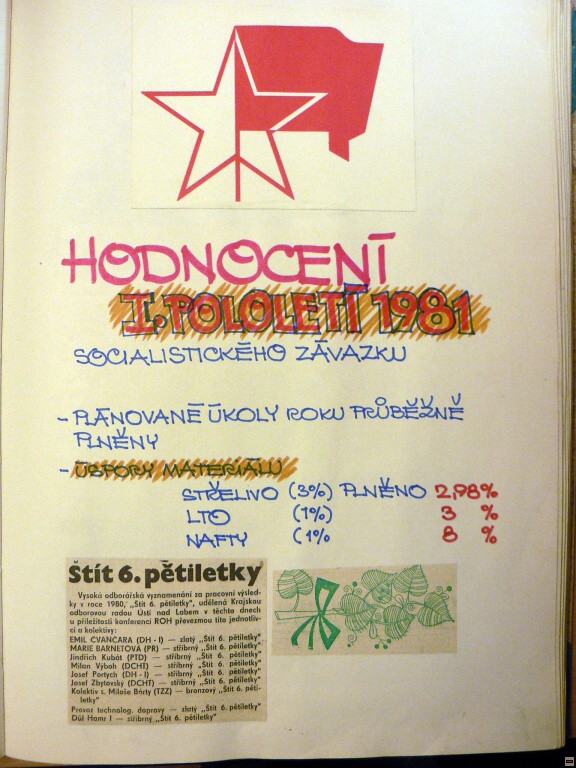 HODNOCENÍ
I. POLOLETÍ 1981
SOCIALISTICKÉHO ZÁVAZKU
- PLÁNOVANÉ ÚKOLY ROKU PRŮBĚŽNĚ
PLNĚNY
- ÚSPORY MATERIÁLU
STŘELIVO (3%) PLNĚNO 2,98%
LTO (1%) 3 %
NAFTY (1% 8 %
Štít 6. pětiletky
Vysoká odborářská vyznamenání za pracovní výsled-
ky v roce 1980, „Štít 6. pětiletky", udělená Krajskou
odborovou radou Ústí nad Labem v těchto dnech
u příležitosti konferencí ROH převezmou tito jednotliv-
ci a kolektivy:
EMIL ČVANČARA (DH - I) — zlatý „Štít 6. pětiletky"
MARIE BARNETOVÁ (PR) — stříbrný „Štít 6. pětiletky"
Jindřich Kubát (PTD) — stříbrný „Štít 6. pětiletky"
Milan Výboh (DCHT) — stříbrný „Štít 6. pětiletky"
Josef Portych (DH - I) — stříbrný „Štít 6. pětiletky"
Josef Zbytovský (DCHT) — stříbrný „Štít 6. pětiletky"
Kolektiv s. Miloše Bárty (TZZ) — bronzový „Štít 6. pěti-
letky"
Provoz technolog. dopravy — zlatý „Štít 6. pětiletky"
Důl Hamr I — stříbrný „Štít 6. pětiletky"